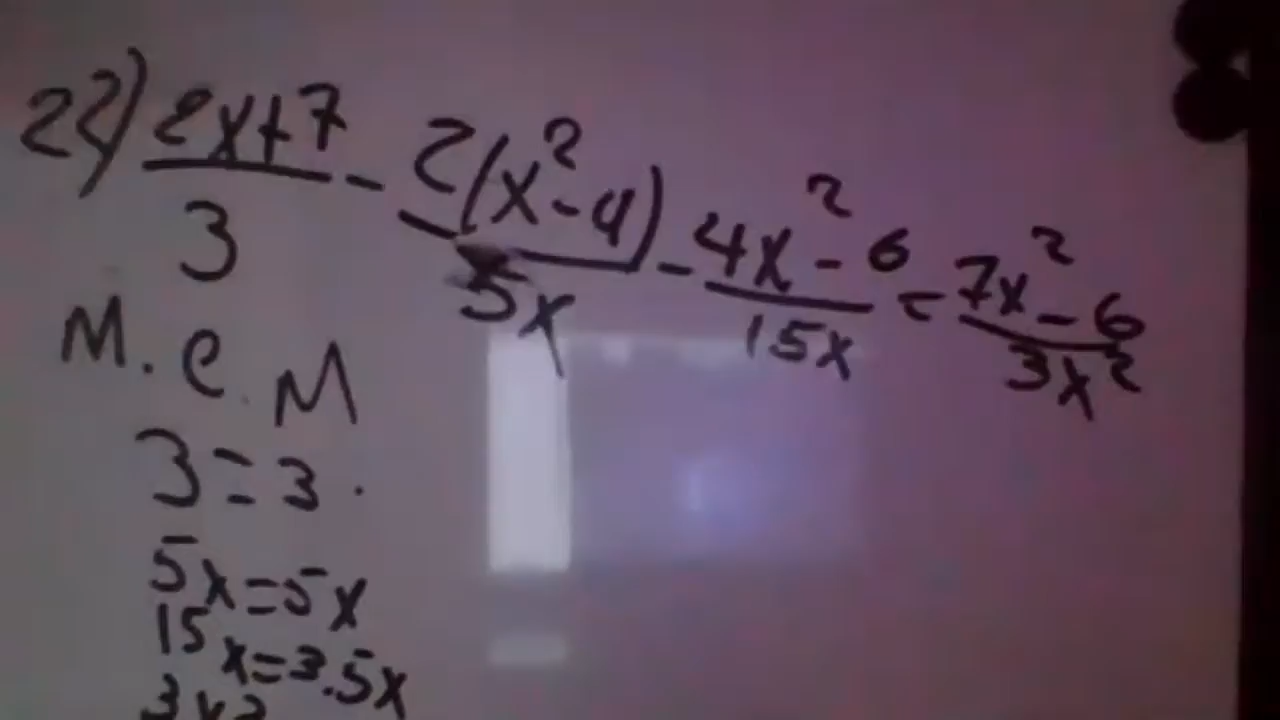 22) (2x+7)/3 - 2(x²-4)/5x - (4x²-6)/15x = (7x²-6)/3x²
M.C.M
3=3.
5x=5x
15x=3.5x
3x²